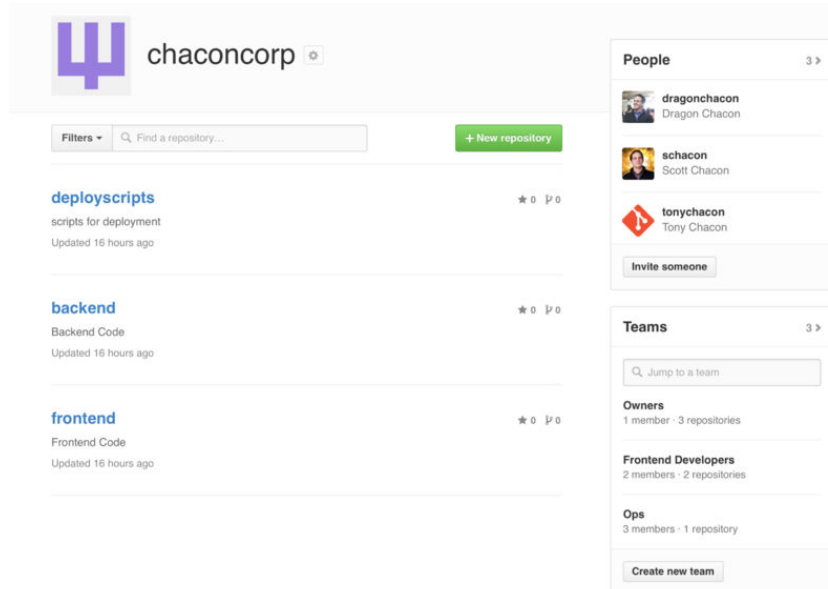 chaconcorp
Filters
Find a repository...
+ New repository
deployscripts
0 0
scripts for deployment
Updated 16 hours ago
backend
0 0
Backend Code
Updated 16 hours ago
frontend
0 0
Frontend Code
Updated 16 hours ago
People 3
dragonchacon
Dragon Chacon
schacon
Scott Chacon
tonychacon
Tony Chacon
Invite someone
Teams 3
Jump to a team
Owners
1 member · 3 repositories
Frontend Developers
2 members · 2 repositories
Ops
3 members · 1 repository
Create new team